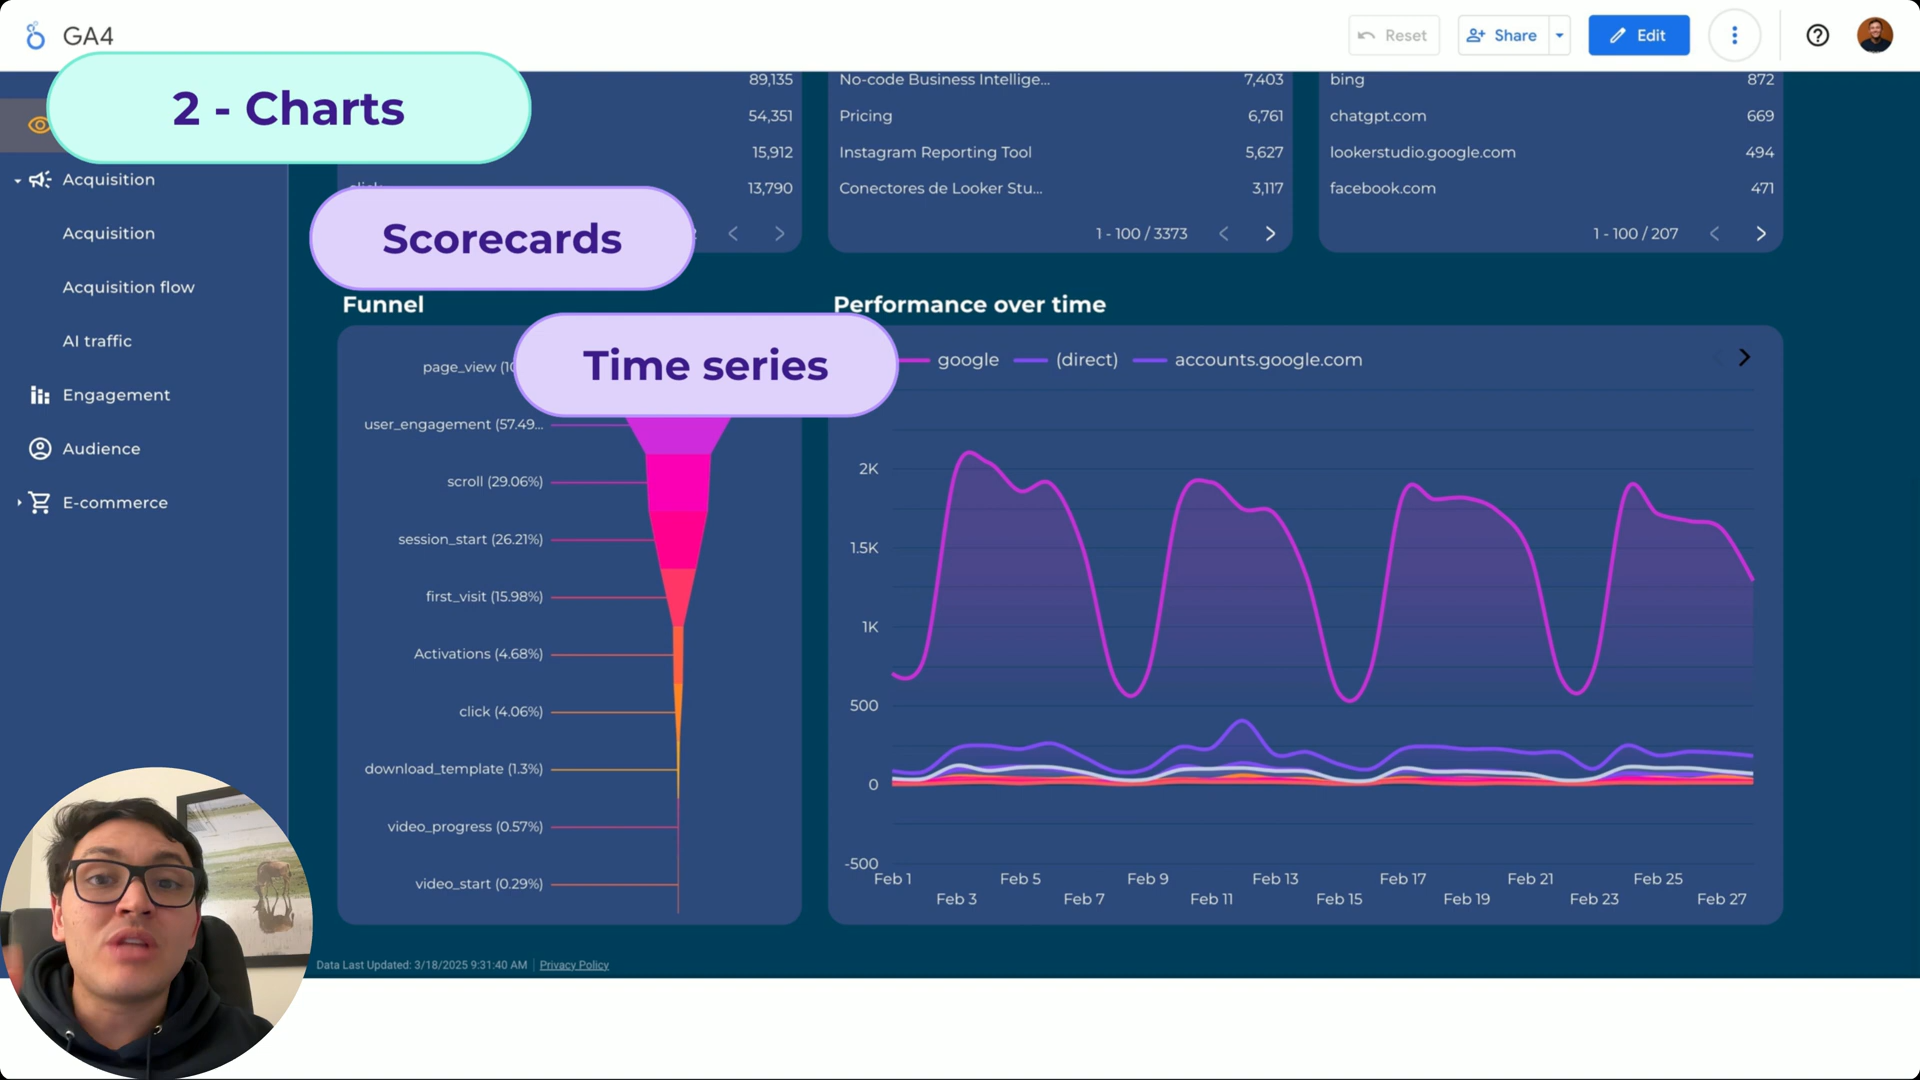 GA4
Reset
Share
Edit
2 - Charts
Scorecards
Time series
Acquisition
Acquisition
Acquisition flow
AI traffic
Engagement
Audience
E-commerce
89,135
54,351
15,912
click 13,790
No-code Business Intellige... 7,403
Pricing 6,761
Instagram Reporting Tool 5,627
Conectores de Looker Stu... 3,117
1 - 100 / 3373
bing 872
chatgpt.com 669
lookerstudio.google.com 494
facebook.com 471
1 - 100 / 207
Funnel
page_view
user_engagement (57.49...
scroll (29.06%)
session_start (26.21%)
first_visit (15.98%)
Activations (4.68%)
click (4.06%)
download_template (1.3%)
video_progress (0.57%)
video_start (0.29%)
Performance over time
google (direct) accounts.google.com
2K
1.5K
1K
500
0
-500
Feb 1 Feb 5 Feb 9 Feb 13 Feb 17 Feb 21 Feb 25
Feb 3 Feb 7 Feb 11 Feb 15 Feb 19 Feb 23 Feb 27
Data Last Updated: 3/18/2025 9:31:40 AM Privacy Policy